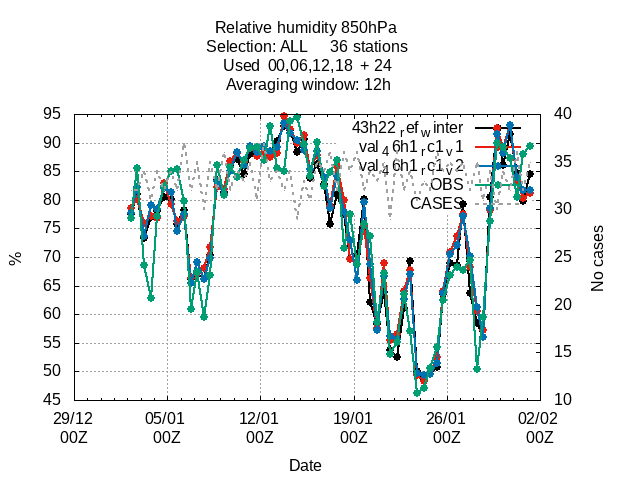 Relative humidity 850hPa
Selection: ALL 36 stations
Used 00,06,12,18 + 24
Averaging window: 12h
95
90
85
80
75
70
65
60
55
50
45
%
40
35
30
25
20
15
10
No cases
43h22refwinter
val46h1rc1v1
val46h1rc1v2
OBS
CASES
29/12 05/01 12/01 19/01 26/01 02/02
00Z 00Z 00Z 00Z 00Z 00Z
Date